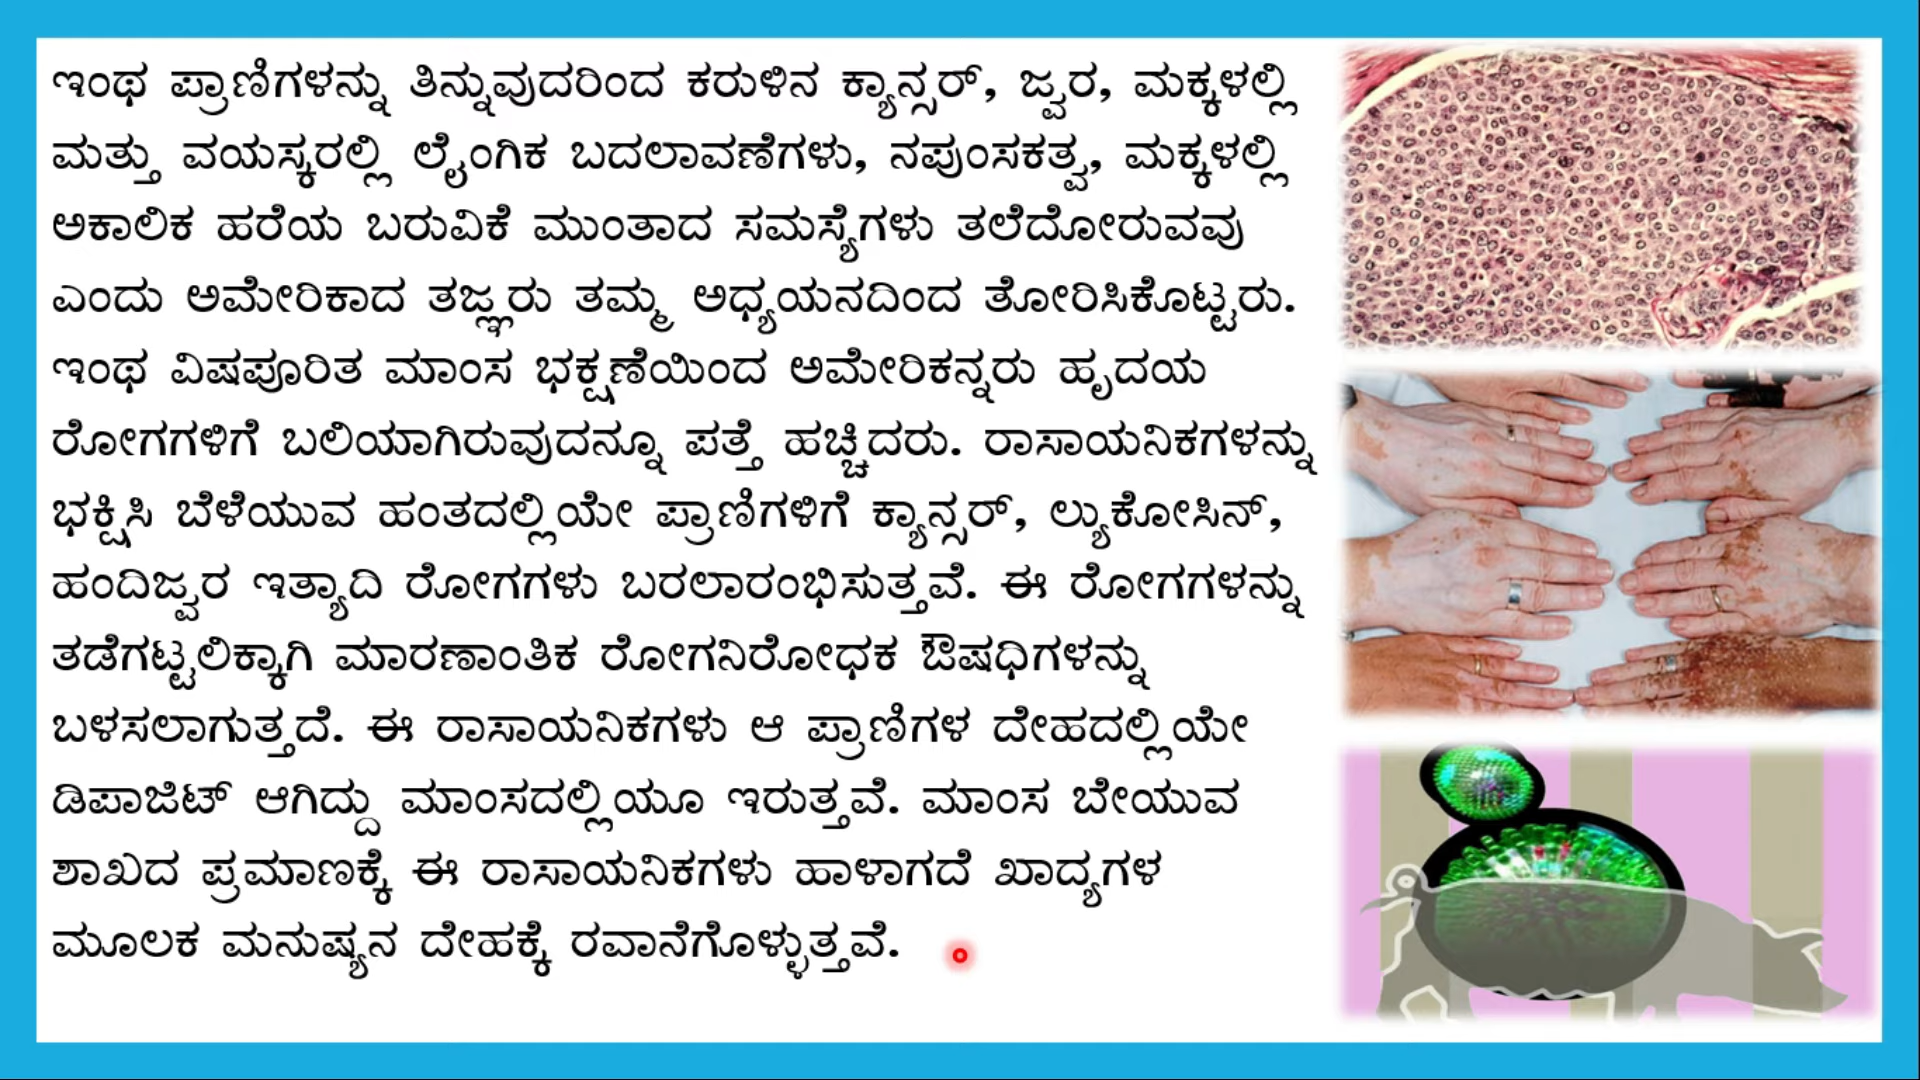 ಇಂಥ ಪ್ರಾಣಿಗಳನ್ನು ತಿನ್ನುವುದರಿಂದ ಕರುಳಿನ ಕ್ಯಾನ್ಸರ್, ಜ್ವರ, ಮಕ್ಕಳಲ್ಲಿ
ಮತ್ತು ವಯಸ್ಕರಲ್ಲಿ ಲೈಂಗಿಕ ಬದಲಾವಣೆಗಳು, ನಪುಂಸಕತ್ವ, ಮಕ್ಕಳಲ್ಲಿ
ಅಕಾಲಿಕ ಹರೆಯ ಬರುವಿಕೆ ಮುಂತಾದ ಸಮಸ್ಯೆಗಳು ತಲೆದೋರುವವು
ಎಂದು ಅಮೇರಿಕಾದ ತಜ್ಞರು ತಮ್ಮ ಅಧ್ಯಯನದಿಂದ ತೋರಿಸಿಕೊಟ್ಟರು.
ಇಂಥ ವಿಷಪೂರಿತ ಮಾಂಸ ಭಕ್ಷಣೆಯಿಂದ ಅಮೇರಿಕನ್ನರು ಹೃದಯ
ರೋಗಗಳಿಗೆ ಬಲಿಯಾಗಿರುವುದನ್ನೂ ಪತ್ತೆ ಹಚ್ಚಿದರು. ರಾಸಾಯನಿಕಗಳನ್ನು
ಭಕ್ಷಿಸಿ ಬೆಳೆಯುವ ಹಂತದಲ್ಲಿಯೇ ಪ್ರಾಣಿಗಳಿಗೆ ಕ್ಯಾನ್ಸರ್, ಲ್ಯುಕೋಸಿನ್,
ಹಂದಿಜ್ವರ ಇತ್ಯಾದಿ ರೋಗಗಳು ಬರಲಾರಂಭಿಸುತ್ತವೆ. ಈ ರೋಗಗಳನ್ನು
ತಡೆಗಟ್ಟಲಿಕ್ಕಾಗಿ ಮಾರಣಾಂತಿಕ ರೋಗನಿರೋಧಕ ಔಷಧಿಗಳನ್ನು
ಬಳಸಲಾಗುತ್ತದೆ. ಈ ರಾಸಾಯನಿಕಗಳು ಆ ಪ್ರಾಣಿಗಳ ದೇಹದಲ್ಲಿಯೇ
ಡಿಪಾಜಿಟ್ ಆಗಿದ್ದು ಮಾಂಸದಲ್ಲಿಯೂ ಇರುತ್ತವೆ. ಮಾಂಸ ಬೇಯುವ
ಶಾಖದ ಪ್ರಮಾಣಕ್ಕೆ ಈ ರಾಸಾಯನಿಕಗಳು ಹಾಳಾಗದೆ ಖಾದ್ಯಗಳ
ಮೂಲಕ ಮನುಷ್ಯನ ದೇಹಕ್ಕೆ ರವಾನೆಗೊಳ್ಳುತ್ತವೆ.